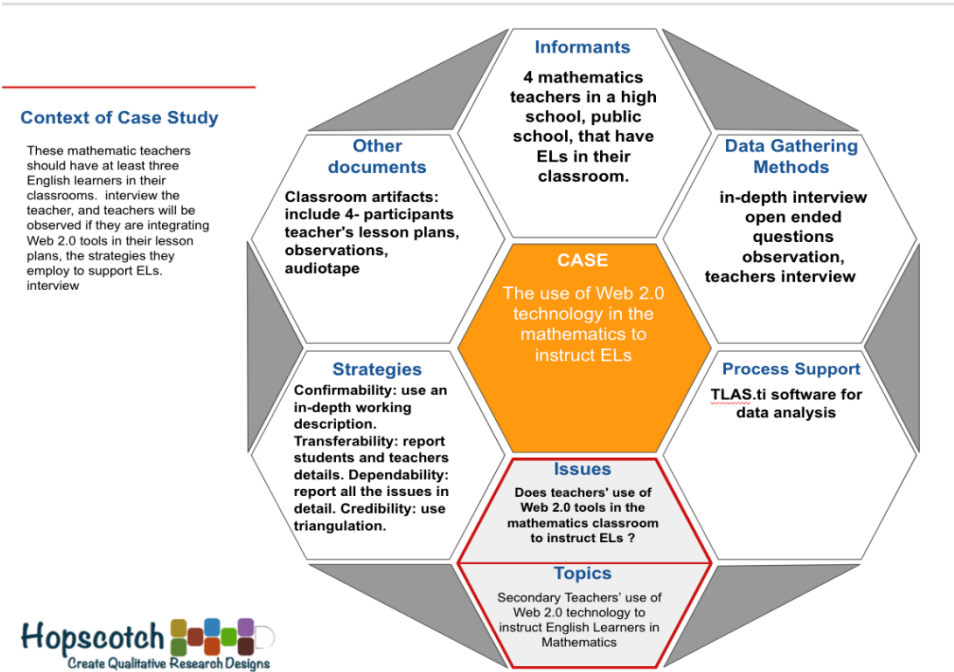 Context of Case Study
These mathematic teachers
should have at least three
English learners in their
classrooms. interview the
teacher, and teachers will be
observed if they are integrating
Web 2.0 tools in their lesson
plans, the strategies they
employ to support ELs.
interview
Informants
4 mathematics
teachers in a high
school, public
school, that have
ELs in their
classroom.
Other
documents
Classroom artifacts:
include 4- participants
teacher's lesson plans,
observations,
audiotape
Data Gathering
Methods
in-depth interview
open ended
questions
observation,
teachers interview
CASE
The use of Web 2.0
technology in the
mathematics to
instruct ELs
Strategies
Confirmability: use an
in-depth working
description.
Transferability: report
students and teachers
details. Dependability:
report all the issues in
detail. Credibility: use
triangulation.
Process Support
TLAS.ti software for
data analysis
Issues
Does teachers' use of
Web 2.0 tools in the
mathematics classroom
to instruct ELs ?
Topics
Secondary Teachers' use of
Web 2.0 technology to
instruct English Learners in
Mathematics
Hopscotch
Create Qualitative Research Designs